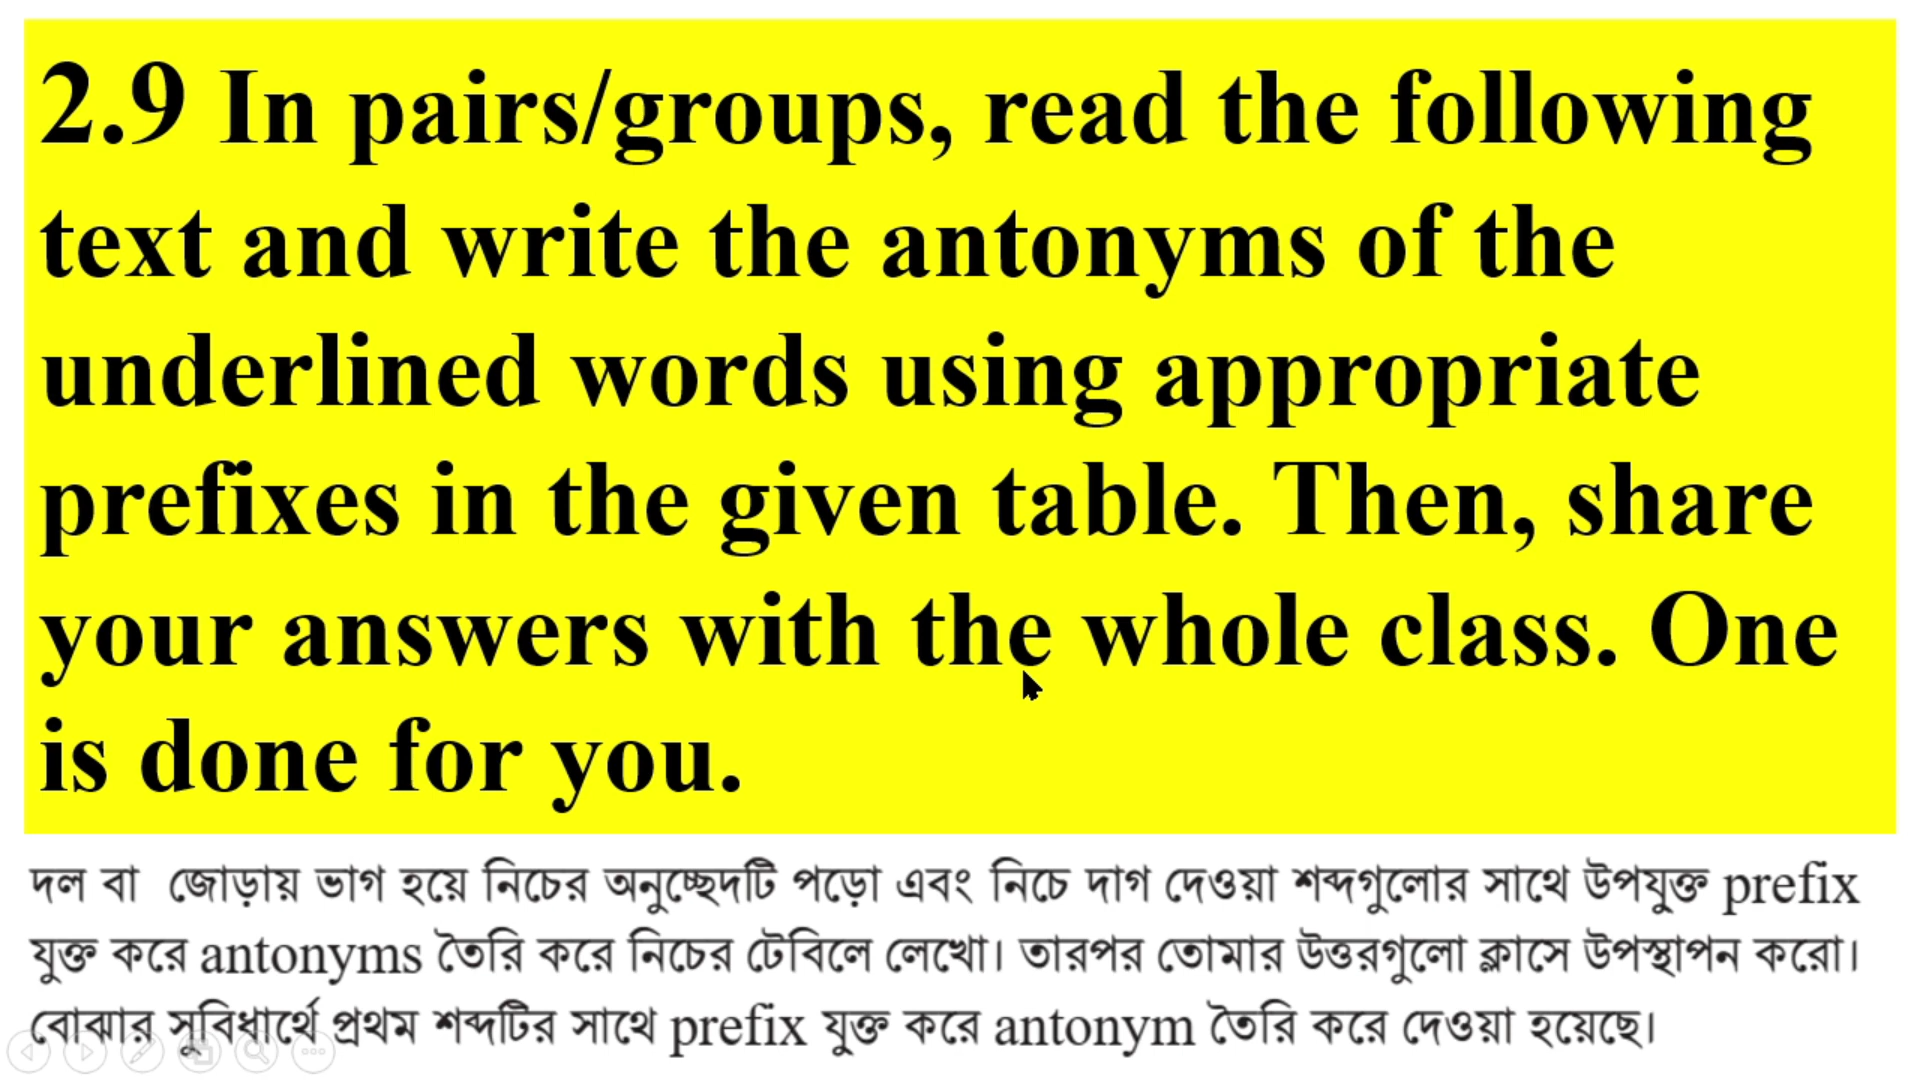 2.9 In pairs/groups, read the following
text and write the antonyms of the
underlined words using appropriate
prefixes in the given table. Then, share
your answers with the whole class. One
is done for you.
দল বা জোড়ায় ভাগ হয়ে নিচের অনুচ্ছেদটি পড়ো এবং নিচে দাগ দেওয়া শব্দগুলোর সাথে উপযুক্ত prefix
যুক্ত করে antonyms তৈরি করে নিচের টেবিলে লেখো। তারপর তোমার উত্তরগুলো ক্লাসে উপস্থাপন করো।
বোঝার সুবিধার্থে প্রথম শব্দটির সাথে prefix যুক্ত করে antonym তৈরি করে দেওয়া হয়েছে।